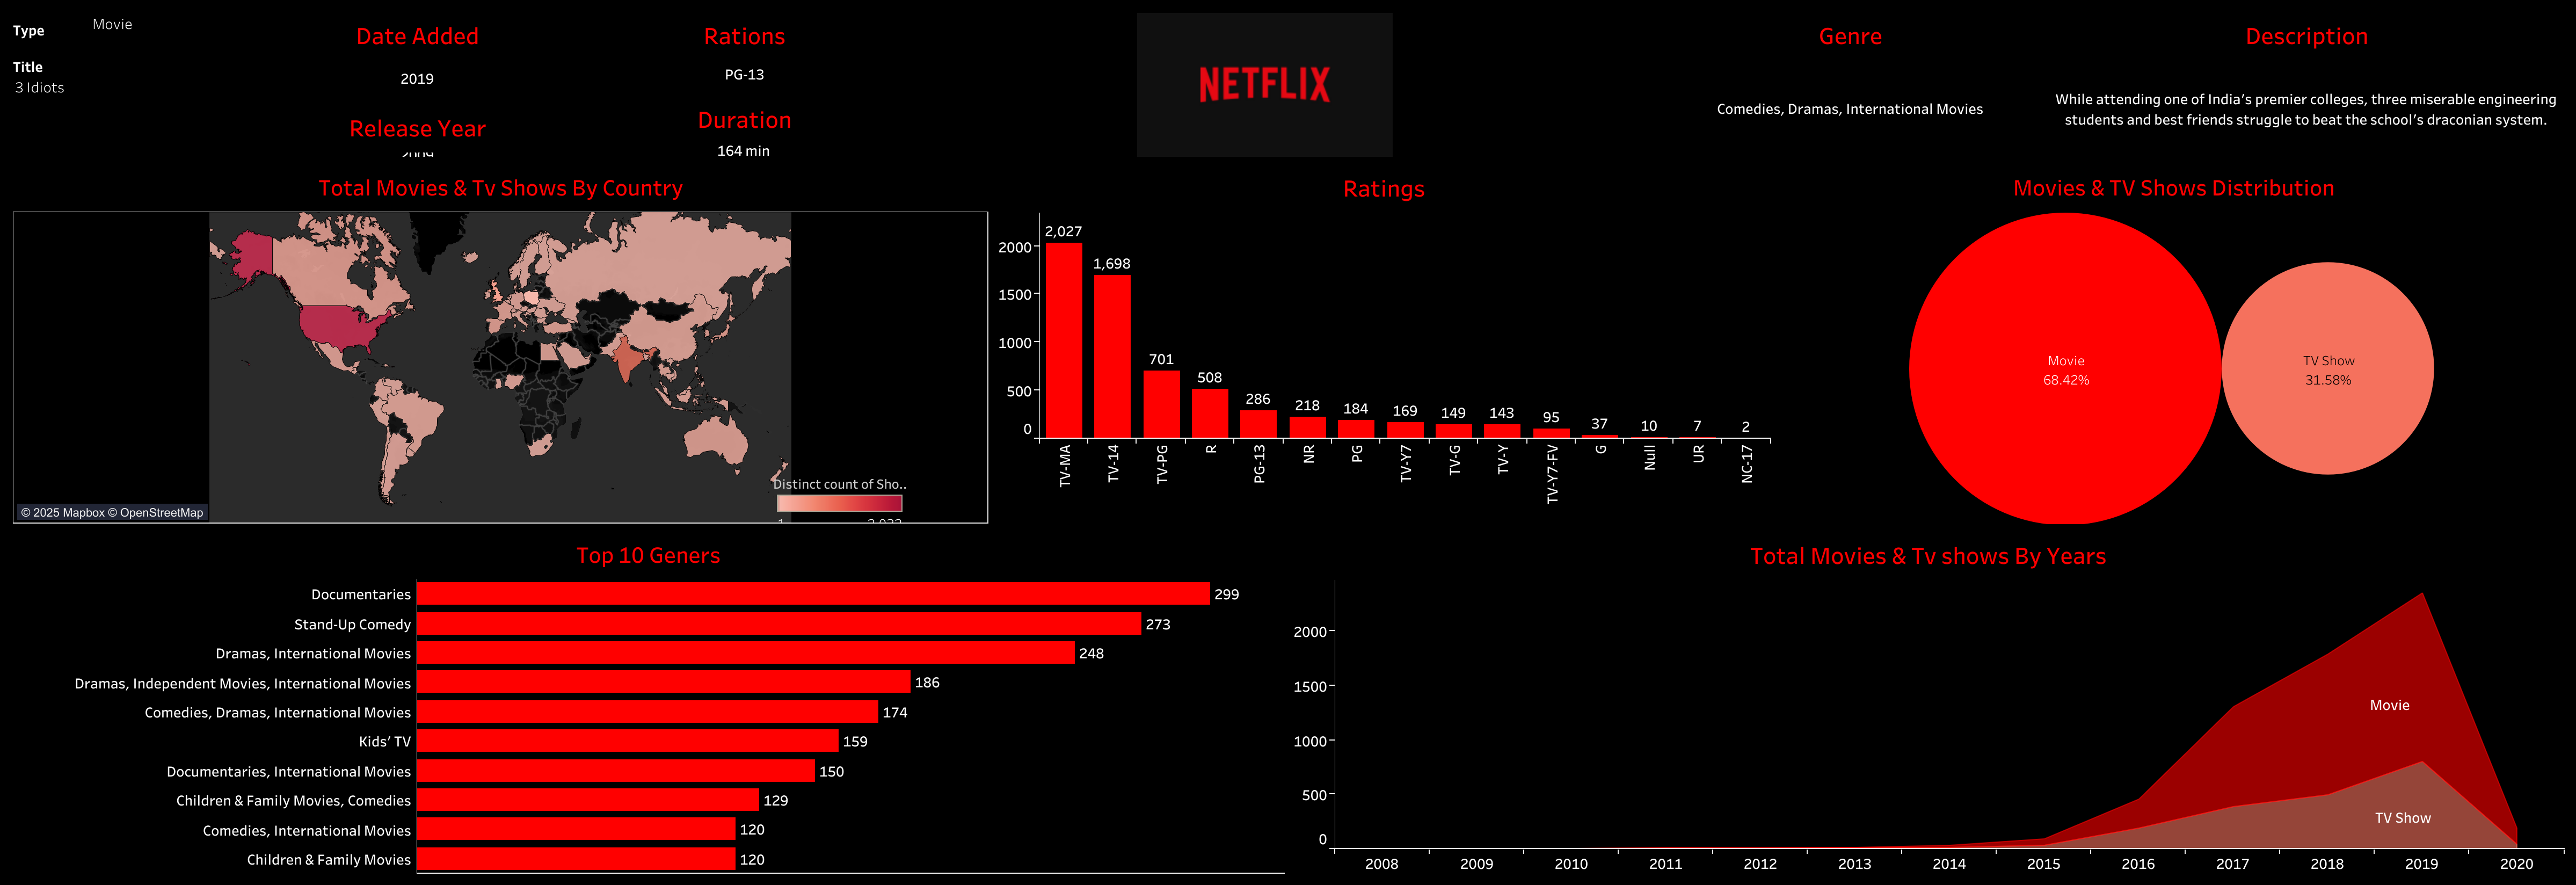 Type
Movie
Title
3 Idiots
Date Added
2019
Release Year
Rations
PG-13
Duration
164 min
NETFLIX
Genre
Comedies, Dramas, International Movies
Description
While attending one of India’s premier colleges, three miserable engineering
students and best friends struggle to beat the school’s draconian system.
Total Movies & Tv Shows By Country
© 2025 Mapbox © OpenStreetMap
Distinct count of Sho..
Ratings
2000
1500
1000
500
0
2,027
1,698
701
508
286
218
184
169
149
143
95
37
10
7
2
TV-MA
TV-14
TV-PG
R
PG-13
NR
PG
TV-Y7
TV-G
TV-Y
TV-Y7-FV
G
Null
UR
NC-17
Movies & TV Shows Distribution
Movie
68.42%
TV Show
31.58%
Top 10 Geners
Documentaries 299
Stand-Up Comedy 273
Dramas, International Movies 248
Dramas, Independent Movies, International Movies 186
Comedies, Dramas, International Movies 174
Kids’ TV 159
Documentaries, International Movies 150
Children & Family Movies, Comedies 129
Comedies, International Movies 120
Children & Family Movies 120
Total Movies & Tv shows By Years
2000
1500
1000
500
0
Movie
TV Show
2008 2009 2010 2011 2012 2013 2014 2015 2016 2017 2018 2019 2020